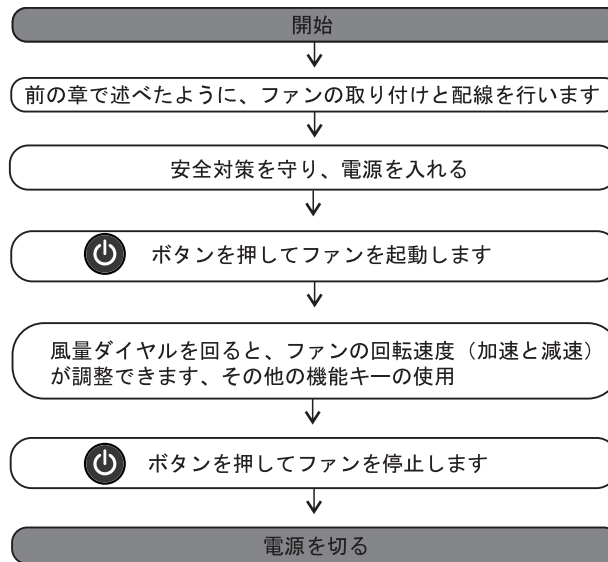 開始
前の章で述べたように、ファンの取り付けと配線を行います
安全対策を守り、電源を入れる
ボタンを押してファンを起動します
風量ダイヤルを回ると、ファンの回転速度（加速と減速）
が調整できます、その他の機能キーの使用
ボタンを押してファンを停止します
電源を切る